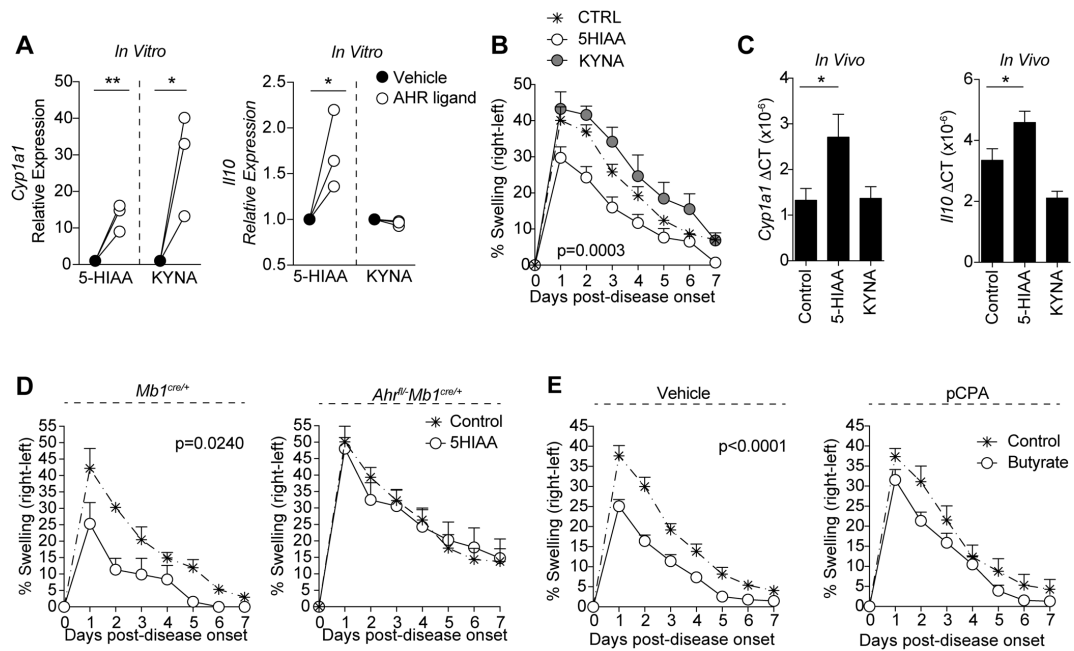 A
In Vitro
Cyp1a1
Relative Expression
50
40
30
20
10
0
**
*
5-HIAA
KYNA
In Vitro
Il10
Relative Expression
2.5
2.0
1.5
1.0
0.5
*
Vehicle
AHR ligand
5-HIAA
KYNA
B
CTRL
5HIAA
KYNA
% Swelling (right-left)
50
40
30
20
10
0
p=0.0003
0 1 2 3 4 5 6 7
Days post-disease onset
C
In Vivo
Cyp1a1 ΔCT (x10-6)
4
3
2
1
0
*
Control
5-HIAA
KYNA
In Vivo
Il10 ΔCT (x10-6)
6
4
2
0
*
Control
5-HIAA
KYNA
D
Mb1cre/+
% Swelling (right-left)
55
50
45
40
35
30
25
20
15
10
5
0
p=0.0240
0 1 2 3 4 5 6 7
Days post-disease onset
Ahrfl/-Mb1cre/+
% Swelling (right-left)
55
50
45
40
35
30
25
20
15
10
5
0
Control
5HIAA
0 1 2 3 4 5 6 7
Days post-disease onset
E
Vehicle
% Swelling (right-left)
45
40
35
30
25
20
15
10
5
0
p<0.0001
0 1 2 3 4 5 6 7
Days post-disease onset
pCPA
% Swelling (right-left)
45
40
35
30
25
20
15
10
5
0
Control
Butyrate
0 1 2 3 4 5 6 7
Days post-disease onset